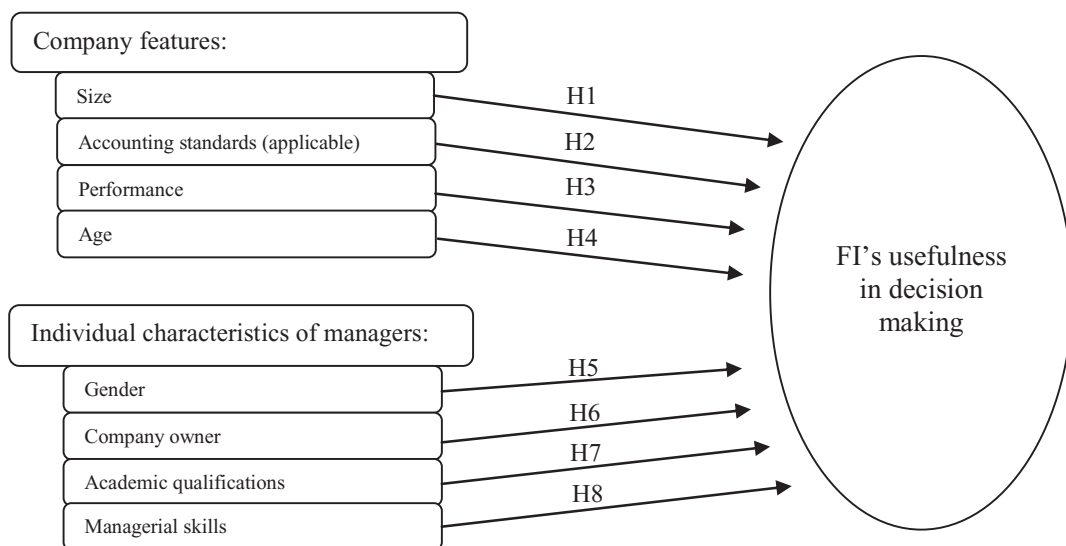 Company features:
Size
H1
Accounting standards (applicable)
H2
Performance
H3
Age
H4
Individual characteristics of managers:
Gender
H5
Company owner
H6
Academic qualifications
H7
Managerial skills
H8
FI's usefulness
in decision
making